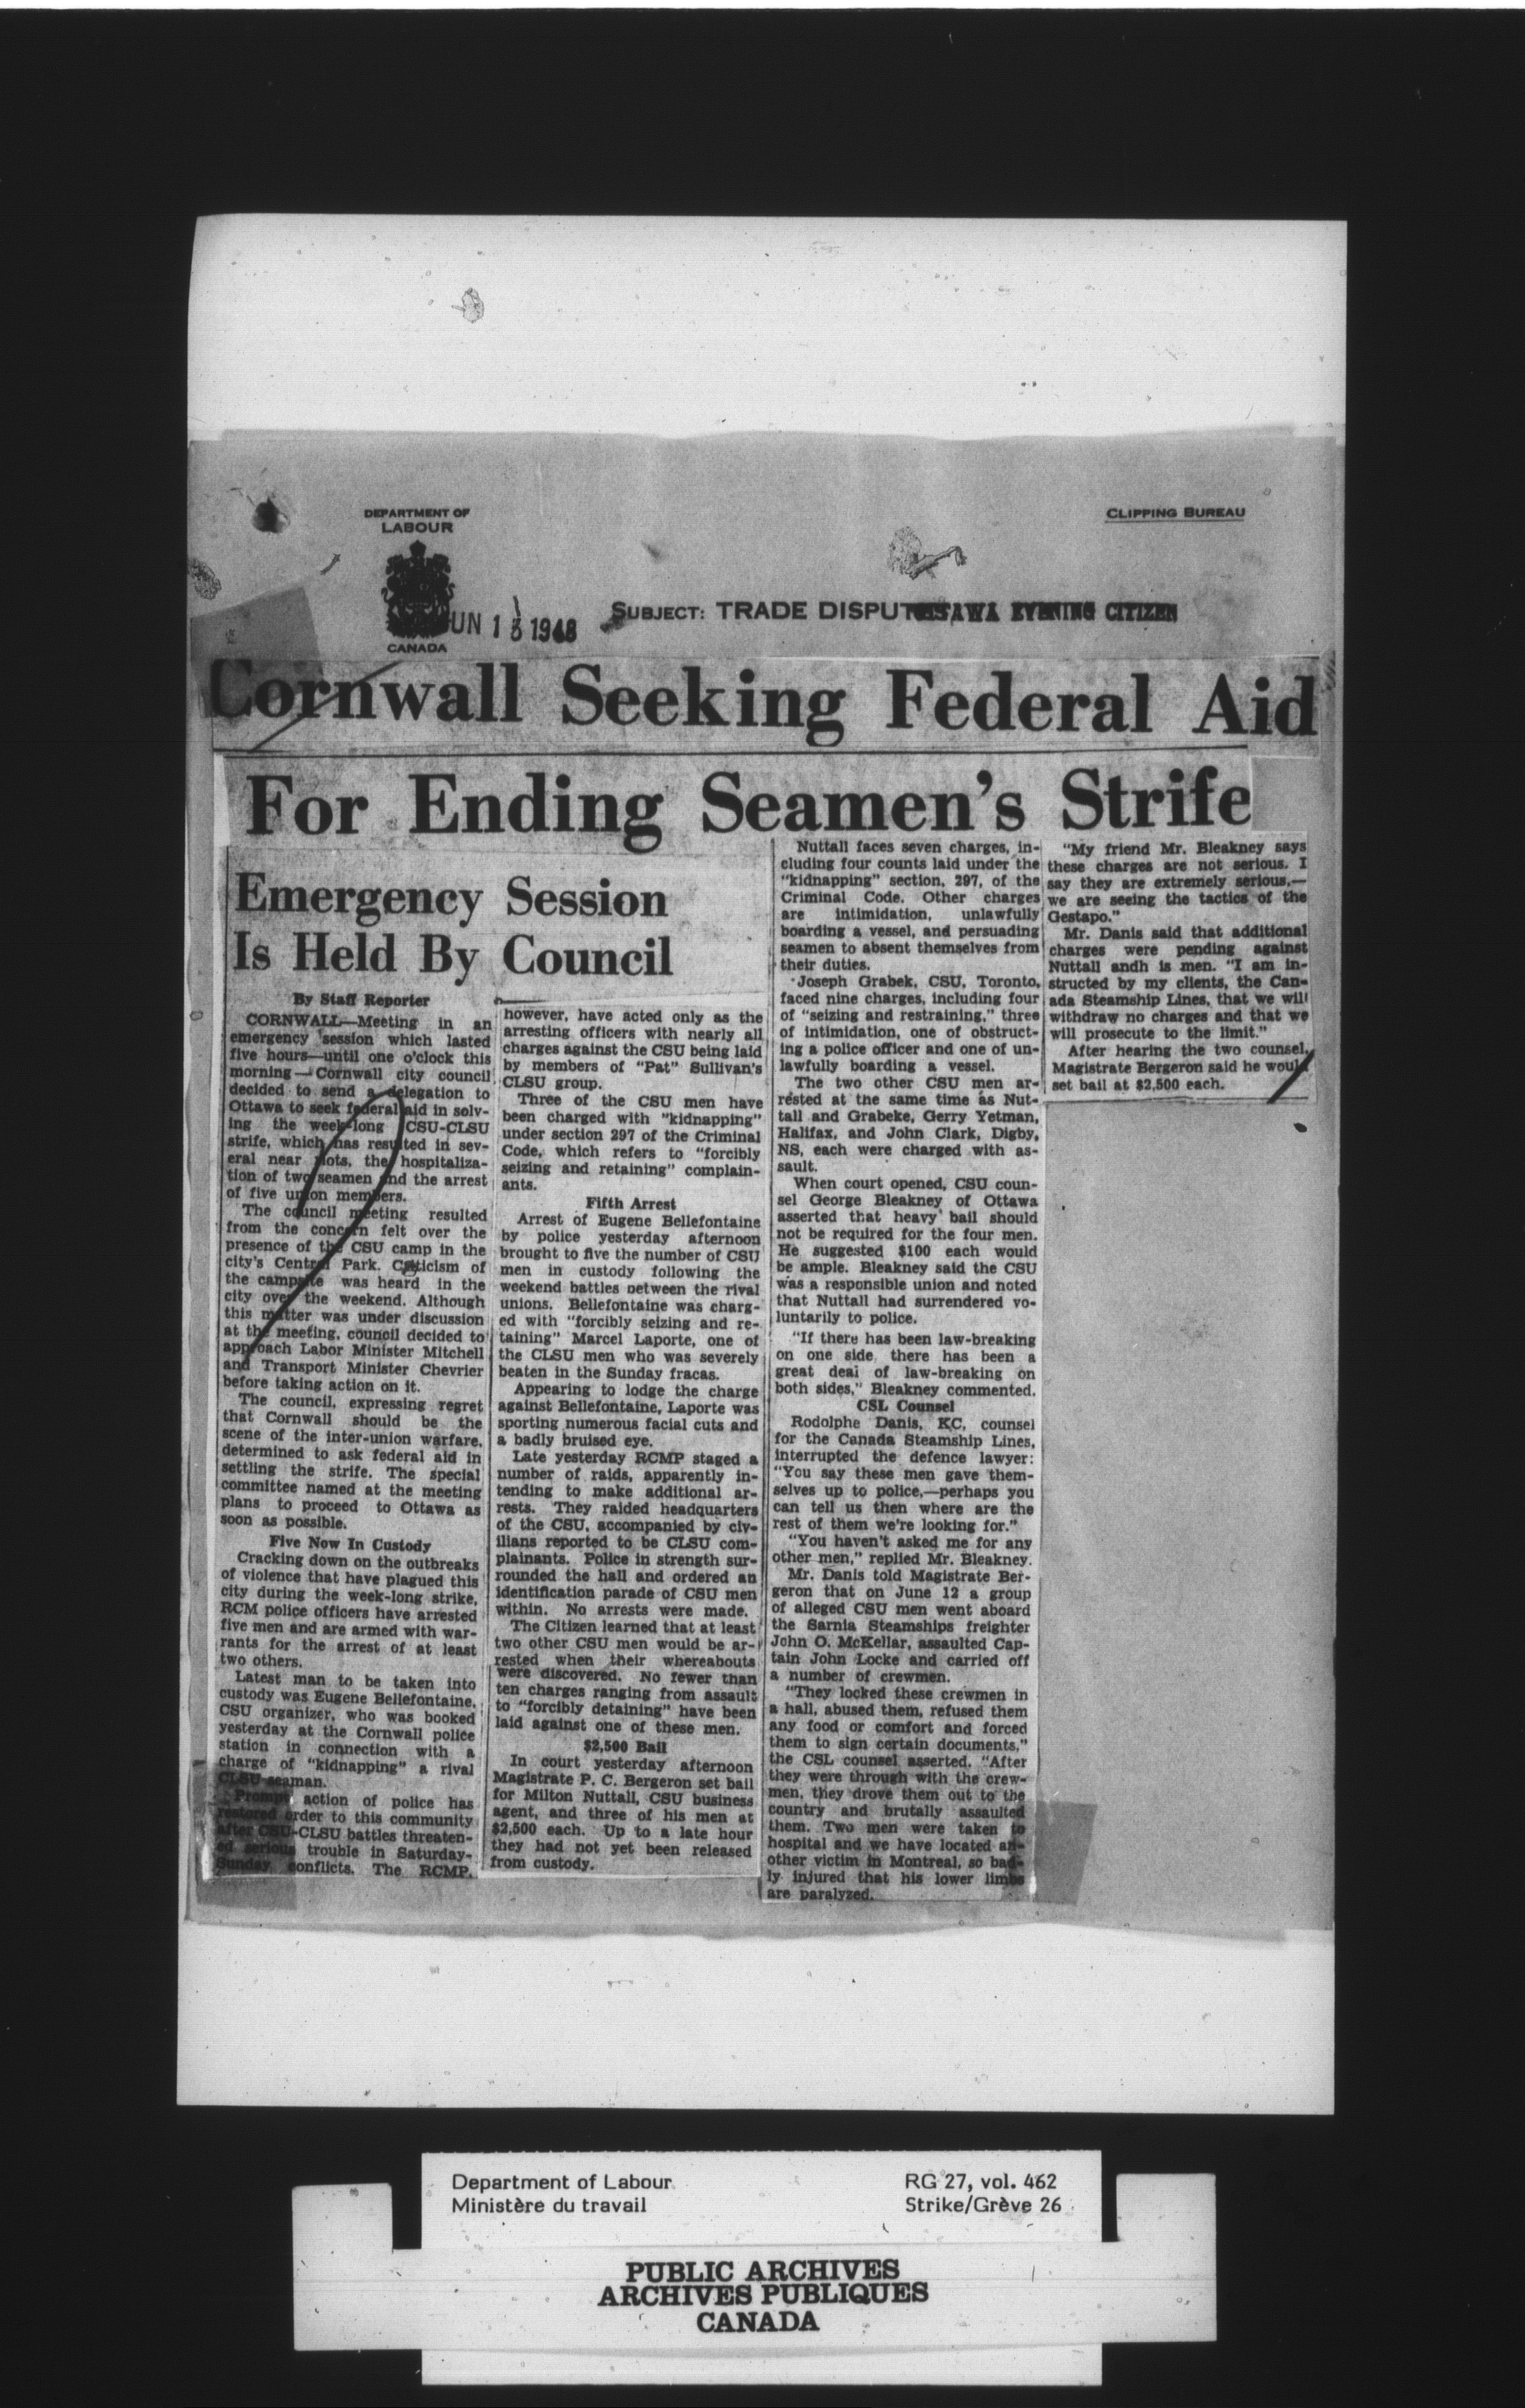 DEPARTMENT OF
LABOUR
CANADA
CLIPPING BUREAU
UN 15 1948
SUBJECT: TRADE DISPUTES
OTTAWA EVENING CITIZEN
Cornwall Seeking Federal Aid
For Ending Seamen's Strife
Emergency Session
Is Held By Council
By Staff Reporter
CORNWALL—Meeting in an
emergency session which lasted
five hours—until one o'clock this
morning—Cornwall city council
decided to send a delegation to
Ottawa to seek federal aid in solv-
ing the week-long CSU-CLSU
strife, which has resulted in sev-
eral near riots, the hospitaliza-
tion of two seamen and the arrest
of five union members.
The council meeting resulted
from the concern felt over the
presence of the CSU camp in the
city's Central Park. Criticism of
the campsite was heard in the
city over the weekend. Although
this matter was under discussion
at the meeting, council decided to
approach Labor Minister Mitchell
and Transport Minister Chevrier
before taking action on it.
The council, expressing regret
that Cornwall should be the
scene of the inter-union warfare,
determined to ask federal aid in
settling the strife. The special
committee named at the meeting
plans to proceed to Ottawa as
soon as possible.
Five Now In Custody
Cracking down on the outbreaks
of violence that have plagued this
city during the week-long strike,
RCM police officers have arrested
five men and are armed with war-
rants for the arrest of at least
two others.
Latest man to be taken into
custody was Eugene Bellefontaine,
CSU organizer, who was booked
yesterday at the Cornwall police
station in connection with a
charge of "kidnapping" a rival
CLSU seaman.
Prompt action of police has
restored order to this community
after CSU-CLSU battles threaten-
ed serious trouble in Saturday-
Sunday conflicts. The RCMP,
however, have acted only as the
arresting officers with nearly all
charges against the CSU being laid
by members of "Pat" Sullivan's
CLSU group.
Three of the CSU men have
been charged with "kidnapping"
under section 297 of the Criminal
Code, which refers to "forcibly
seizing and retaining" complain-
ants.
Fifth Arrest
Arrest of Eugene Bellefontaine
by police yesterday afternoon
brought to five the number of CSU
men in custody following the
weekend battles between the rival
unions. Bellefontaine was charg-
ed with "forcibly seizing and re-
taining" Marcel Laporte, one of
the CLSU men who was severely
beaten in the Sunday fracas.
Appearing to lodge the charge
against Bellefontaine, Laporte was
sporting numerous facial cuts and
a badly bruised eye.
Late yesterday RCMP staged a
number of raids, apparently in-
tending to make additional ar-
rests. They raided headquarters
of the CSU, accompanied by civ-
ilians reported to be CLSU com-
plainants. Police in strength sur-
rounded the hall and ordered an
identification parade of CSU men
within. No arrests were made.
The Citizen learned that at least
two other CSU men would be ar-
rested when their whereabouts
were discovered. No fewer than
ten charges ranging from assault
to "forcibly detaining" have been
laid against one of these men.
$2,500 Bail
In court yesterday afternoon
Magistrate P. C. Bergeron set bail
for Milton Nuttall, CSU business
agent, and three of his men at
$2,500 each. Up to a late hour
they had not yet been released
from custody.
Nuttall faces seven charges, in-
cluding four counts laid under the
"kidnapping" section, 297, of the
Criminal Code. Other charges
are intimidation, unlawfully
boarding a vessel, and persuading
seamen to absent themselves from
their duties.
Joseph Grabek, CSU, Toronto,
faced nine charges, including four
of "seizing and restraining," three
of intimidation, one of obstruct-
ing a police officer and one of un-
lawfully boarding a vessel.
The two other CSU men ar-
rested at the same time as Nut-
tall and Grabeke, Gerry Yetman,
Halifax, and John Clark, Digby,
NS, each were charged with as-
sault.
When court opened, CSU coun-
sel George Bleakney of Ottawa
asserted that heavy bail should
not be required for the four men.
He suggested $100 each would
be ample. Bleakney said the CSU
was a responsible union and noted
that Nuttall had surrendered vo-
luntarily to police.
"If there has been law-breaking
on one side there has been a
great deal of law-breaking on
both sides," Bleakney commented.
CSL Counsel
Rodolphe Danis, KC, counsel
for the Canada Steamship Lines,
interrupted the defence lawyer:
"You say these men gave them-
selves up to police,—perhaps you
can tell us then where are the
rest of them we're looking for."
"You haven't asked me for any
other men," replied Mr. Bleakney.
Mr. Danis told Magistrate Ber-
geron that on June 12 a group
of alleged CSU men went aboard
the Sarnia Steamships freighter
John O. McKellar, assaulted Cap-
tain John Locke and carried off
a number of crewmen.
"They locked these crewmen in
a hall, abused them, refused them
any food or comfort and forced
them to sign certain documents,"
the CSL counsel asserted. "After
they were through with the crew-
men, they drove them out to the
country and brutally assaulted
them. Two men were taken to
hospital and we have located an-
other victim in Montreal, so bad-
ly injured that his lower limbs
are paralyzed.
"My friend Mr. Bleakney says
these charges are not serious. I
say they are extremely serious,—
we are seeing the tactics of the
Gestapo."
Mr. Danis said that additional
charges were pending against
Nuttall andh is men. "I am in-
structed by my clients, the Can-
ada Steamship Lines, that we will
withdraw no charges and that we
will prosecute to the limit."
After hearing the two counsel,
Magistrate Bergeron said he would
set bail at $2,500 each.
Department of Labour
Ministère du travail
RG 27, vol. 462
Strike/Grève 26
PUBLIC ARCHIVES
ARCHIVES PUBLIQUES
CANADA